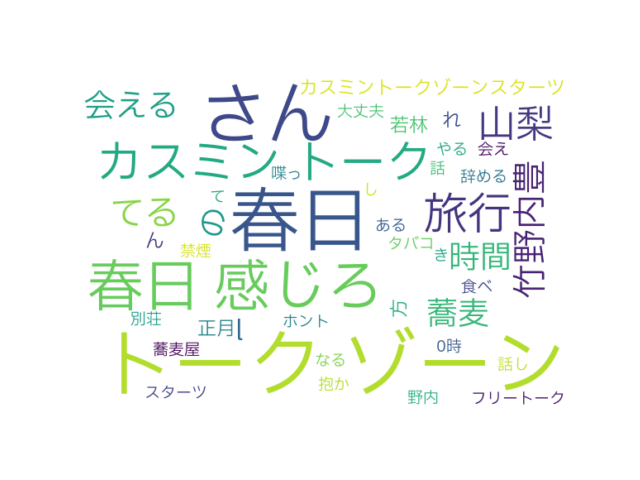 カスミントークゾーンスターツ
会える
さん
大丈夫
若林
れ
山梨
カスミントーク
やる
会え
喋っ
話
辞める
てる
の
て
春日
し
ある
旅行
竹野内豊
ん
禁煙
タバコ
き
時間
春日 感じろ
食べ
別荘
正月
し
ホント
方
蕎麦
トークゾーン
蕎麦屋
なる
0時
話し
スターツ
抱か
野内
フリートーク